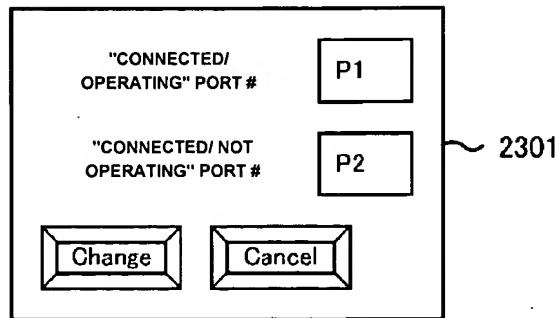 "CONNECTED/
OPERATING" PORT #
P1
"CONNECTED/ NOT
OPERATING" PORT #
P2
2301
Change
Cancel